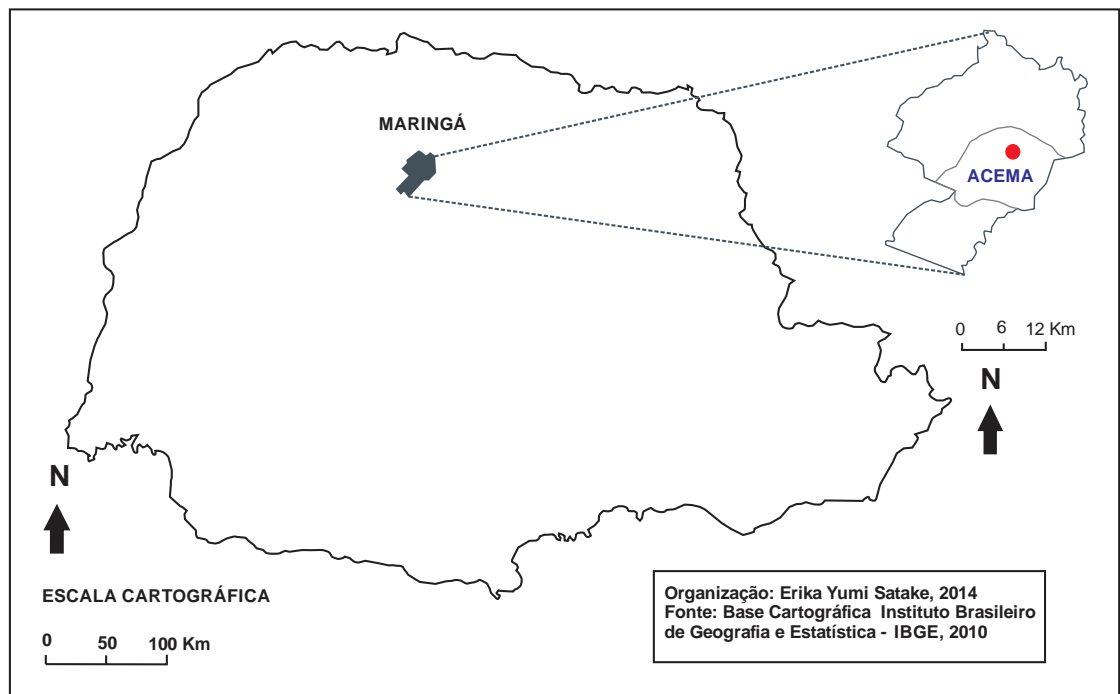 MARINGÁ
ACEMA
0 6 12 Km
N
N
ESCALA CARTOGRÁFICA
0 50 100 Km
Organização: Erika Yumi Satake, 2014
Fonte: Base Cartográfica Instituto Brasileiro
de Geografia e Estatística - IBGE, 2010